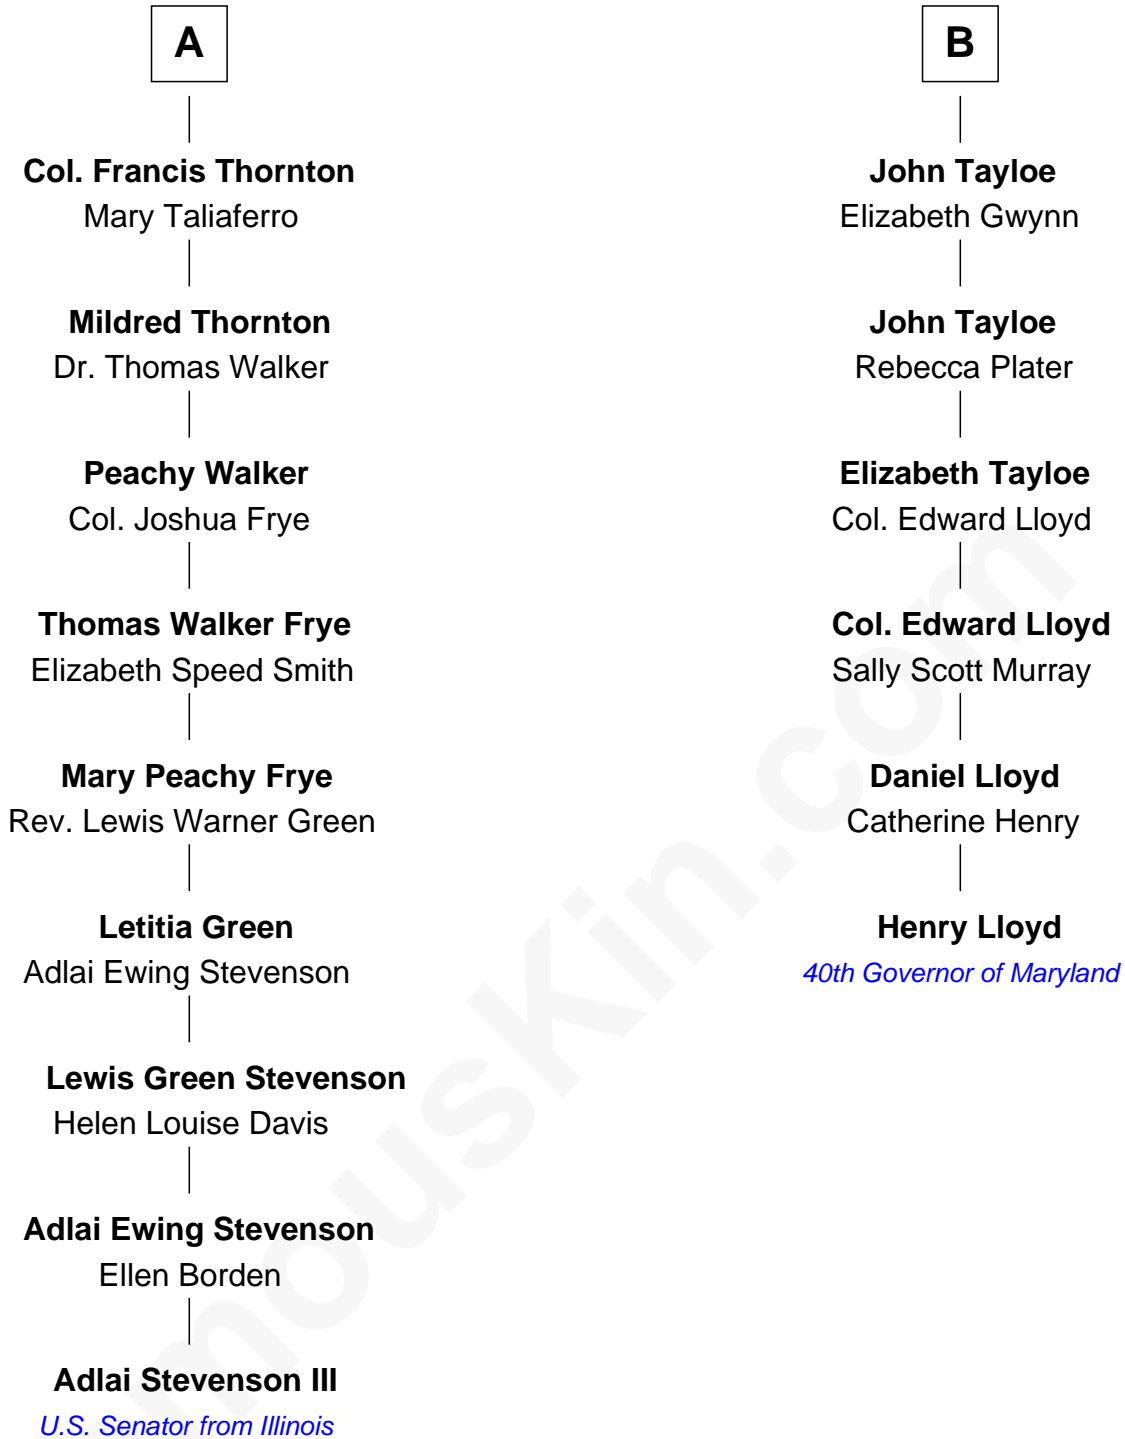 A
Col. Francis Thornton
Mary Taliaferro
Mildred Thornton
Dr. Thomas Walker
Peachy Walker
Col. Joshua Frye
Thomas Walker Frye
Elizabeth Speed Smith
Mary Peachy Frye
Rev. Lewis Warner Green
Letitia Green
Adlai Ewing Stevenson
Lewis Green Stevenson
Helen Louise Davis
Adlai Ewing Stevenson
Ellen Borden
Adlai Stevenson III
U.S. Senator from Illinois
B
John Tayloe
Elizabeth Gwynn
John Tayloe
Rebecca Plater
Elizabeth Tayloe
Col. Edward Lloyd
Col. Edward Lloyd
Sally Scott Murray
Daniel Lloyd
Catherine Henry
Henry Lloyd
40th Governor of Maryland
mousKin.com